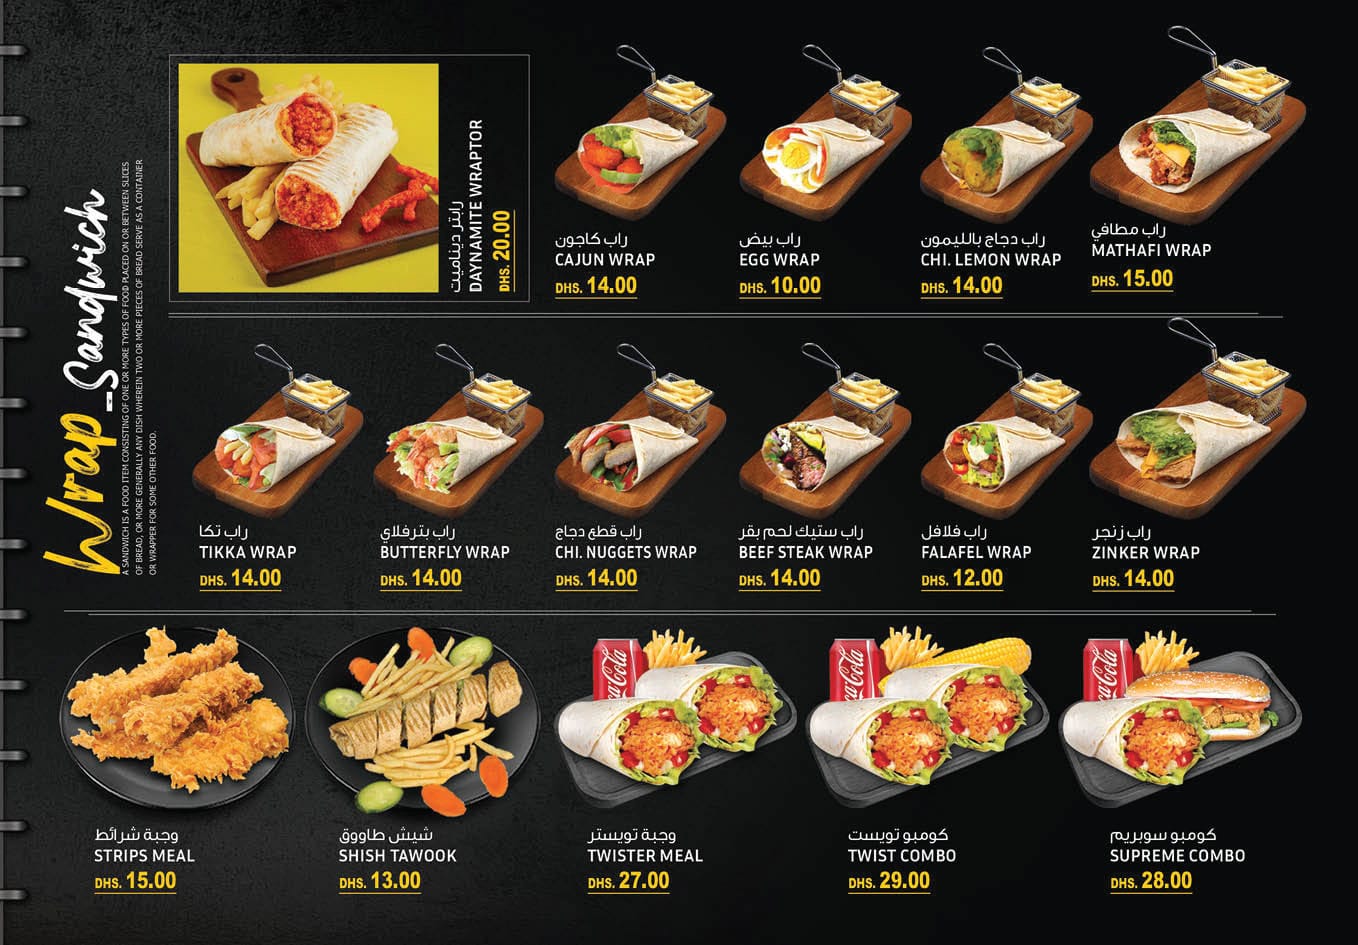 Wrap
_Sandwich
A SANDWICH IS A FOOD ITEM CONSISTING OF ONE OR MORE TYPES OF FOOD PLACED ON OR BETWEEN SLICES
OF BREAD, OR MORE GENERALLY ANY DISH WHEREIN TWO OR MORE PIECES OF BREAD SERVE AS A CONTAINER
OR WRAPPER FOR SOME OTHER FOOD.
رابتر ديناميت
DAYNAMITE WRAPTOR
DHS. 20.00
راب كاجون
CAJUN WRAP
DHS. 14.00
راب بيض
EGG WRAP
DHS. 10.00
راب دجاج بالليمون
CHI. LEMON WRAP
DHS. 14.00
راب مطافي
MATHAFI WRAP
DHS. 15.00
راب تكا
TIKKA WRAP
DHS. 14.00
راب بترفلاي
BUTTERFLY WRAP
DHS. 14.00
راب قطع دجاج
CHI. NUGGETS WRAP
DHS. 14.00
راب ستيك لحم بقر
BEEF STEAK WRAP
DHS. 14.00
راب فلافل
FALAFEL WRAP
DHS. 12.00
راب زنجر
ZINKER WRAP
DHS. 14.00
وجبة شرائط
STRIPS MEAL
DHS. 15.00
شيش طاووق
SHISH TAWOOK
DHS. 13.00
Coca-Cola
وجبة تويستر
TWISTER MEAL
DHS. 27.00
كومبو تويست
TWIST COMBO
DHS. 29.00
كومبو سوبريم
SUPREME COMBO
DHS. 28.00